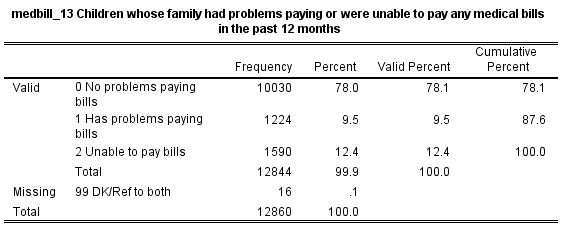 medbill_13 Children whose family had problems paying or were unable to pay any medical bills
in the past 12 months
Frequency Percent Valid Percent Cumulative Percent
Valid 0 No problems paying bills 10030 78.0 78.1 78.1
1 Has problems paying bills 1224 9.5 9.5 87.6
2 Unable to pay bills 1590 12.4 12.4 100.0
Total 12844 99.9 100.0
Missing 99 DK/Ref to both 16 .1
Total 12860 100.0